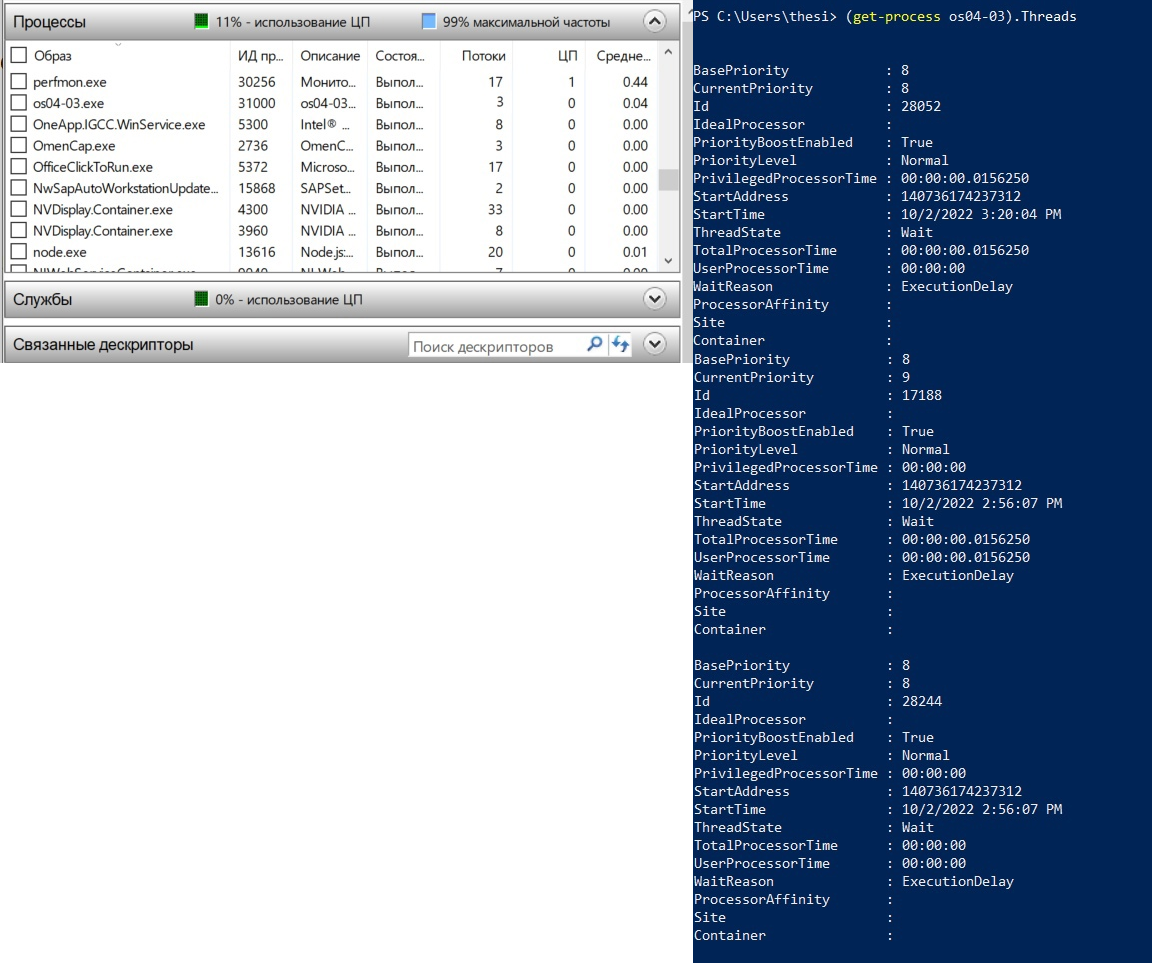 Процессы 11% - использование ЦП 99% максимальной частоты
Образ ИД пр... Описание Состоя... Потоки ЦП Средне...
perfmon.exe 30256 Монито... Выпол... 17 1 0.44
os04-03.exe 31000 os04-03... Выпол... 3 0 0.04
OneApp.IGCC.WinService.exe 5300 Intel® ... Выпол... 8 0 0.00
OmenCap.exe 2736 OmenC... Выпол... 3 0 0.00
OfficeClickToRun.exe 5372 Microso... Выпол... 17 0 0.00
NwSapAutoWorkstationUpdate... 15868 SAPSet... Выпол... 2 0 0.00
NVDisplay.Container.exe 4300 NVIDIA ... Выпол... 33 0 0.00
NVDisplay.Container.exe 3960 NVIDIA ... Выпол... 8 0 0.00
node.exe 13616 Node.js:... Выпол... 20 0 0.01
Службы 0% - использование ЦП
Связанные дескрипторы Поиск дескрипторов
PS C:\Users\thesi> (get-process os04-03).Threads
BasePriority : 8
CurrentPriority : 8
Id : 28052
IdealProcessor :
PriorityBoostEnabled : True
PriorityLevel : Normal
PrivilegedProcessorTime : 00:00:00.0156250
StartAddress : 140736174237312
StartTime : 10/2/2022 3:20:04 PM
ThreadState : Wait
TotalProcessorTime : 00:00:00.0156250
UserProcessorTime : 00:00:00
WaitReason : ExecutionDelay
ProcessorAffinity :
Site :
Container :
BasePriority : 8
CurrentPriority : 9
Id : 17188
IdealProcessor :
PriorityBoostEnabled : True
PriorityLevel : Normal
PrivilegedProcessorTime : 00:00:00
StartAddress : 140736174237312
StartTime : 10/2/2022 2:56:07 PM
ThreadState : Wait
TotalProcessorTime : 00:00:00.0156250
UserProcessorTime : 00:00:00.0156250
WaitReason : ExecutionDelay
ProcessorAffinity :
Site :
Container :
BasePriority : 8
CurrentPriority : 8
Id : 28244
IdealProcessor :
PriorityBoostEnabled : True
PriorityLevel : Normal
PrivilegedProcessorTime : 00:00:00
StartAddress : 140736174237312
StartTime : 10/2/2022 2:56:07 PM
ThreadState : Wait
TotalProcessorTime : 00:00:00
UserProcessorTime : 00:00:00
WaitReason : ExecutionDelay
ProcessorAffinity :
Site :
Container :